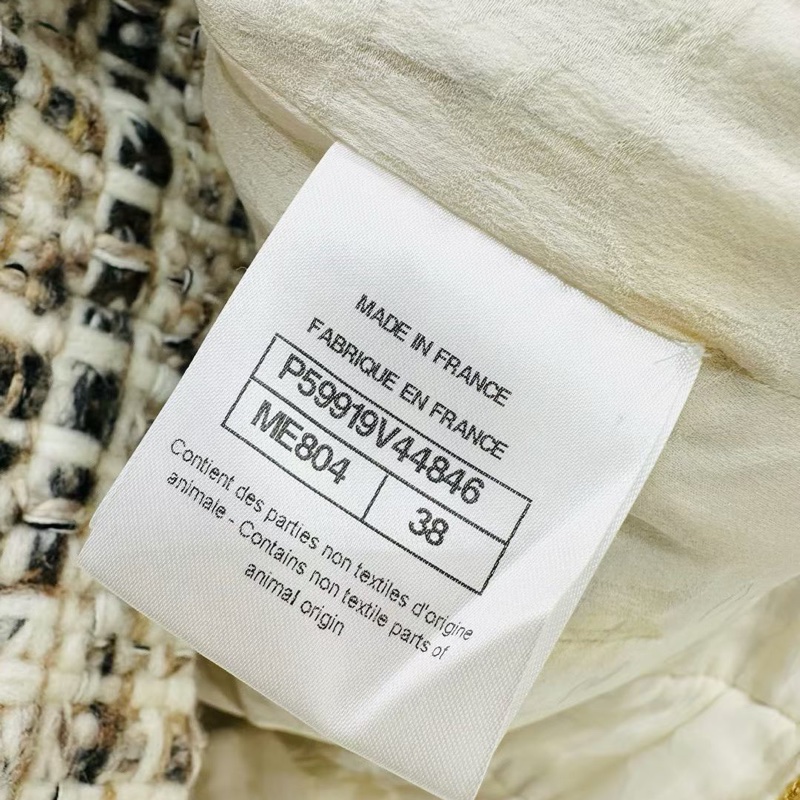 MADE IN FRANCE
FABRIQUE EN FRANCE
P59919V44846
ME804 38
Contient des parties non textiles d'origine
animale - Contains non textile parts of
animal origin